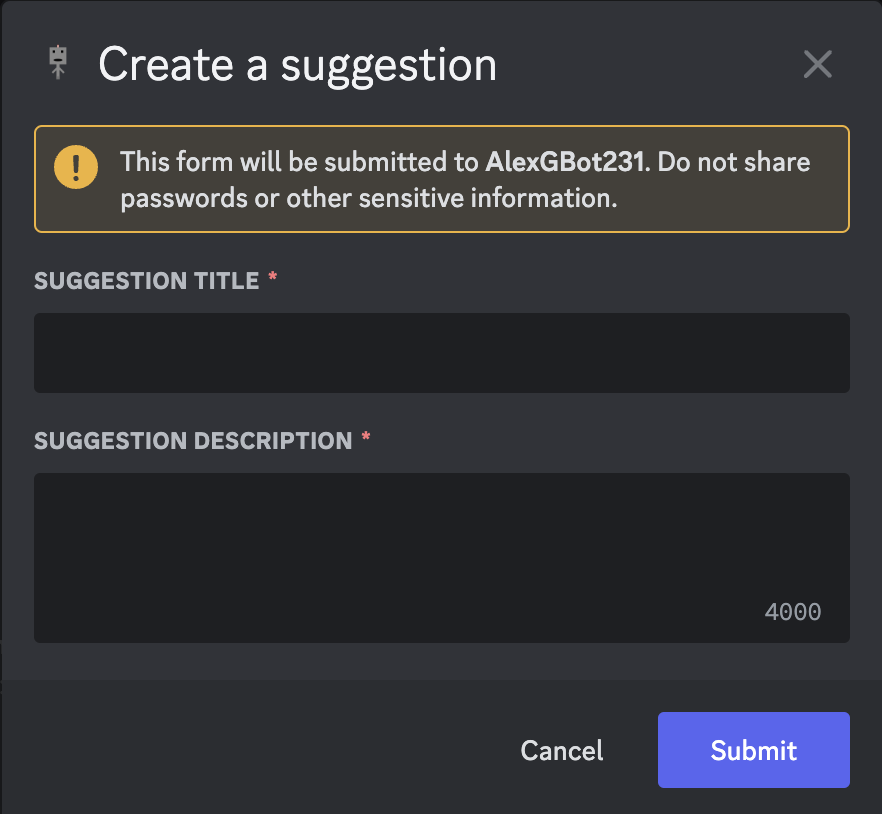 Create a suggestion
This form will be submitted to AlexGBot231. Do not share
passwords or other sensitive information.
SUGGESTION TITLE *
SUGGESTION DESCRIPTION *
4000
Cancel
Submit